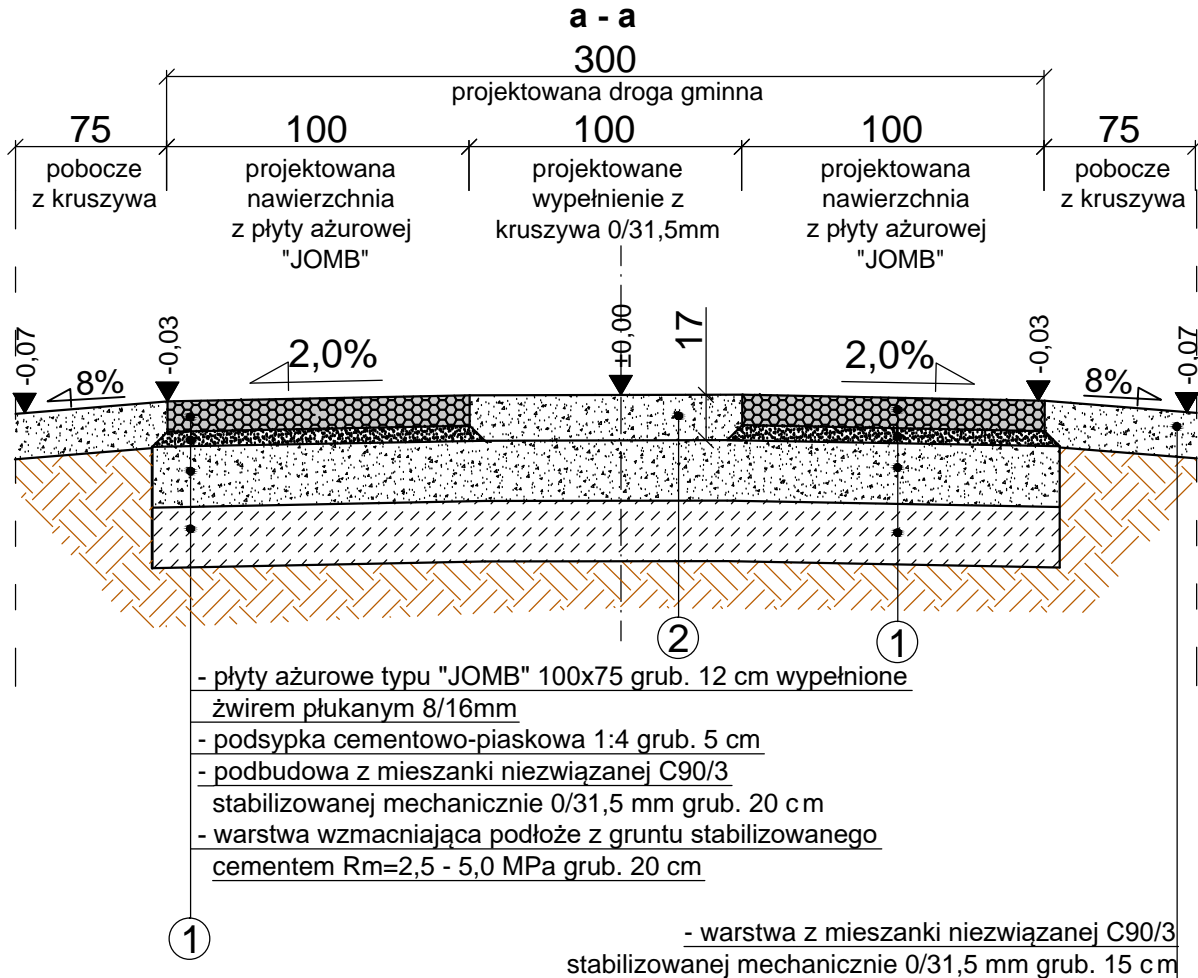 a - a
300
projektowana droga gminna
75
100
100
100
75
pobocze
z kruszywa
projektowana
nawierzchnia
z płyty ażurowej
"JOMB"
projektowane
wypełnienie z
kruszywa 0/31,5mm
projektowana
nawierzchnia
z płyty ażurowej
"JOMB"
pobocze
z kruszywa
-0,07
-0,03
±0,00
17
-0,03
-0,07
8%
2,0%
2,0%
8%
2
1
- płyty ażurowe typu "JOMB" 100x75 grub. 12 cm wypełnione
żwirem płukanym 8/16mm
- podsypka cementowo-piaskowa 1:4 grub. 5 cm
- podbudowa z mieszanki niezwiązanej C90/3
stabilizowanej mechanicznie 0/31,5 mm grub. 20 cm
- warstwa wzmacniająca podłoże z gruntu stabilizowanego
cementem Rm=2,5 - 5,0 MPa grub. 20 cm
1
- warstwa z mieszanki niezwiązanej C90/3
stabilizowanej mechanicznie 0/31,5 mm grub. 15 cm